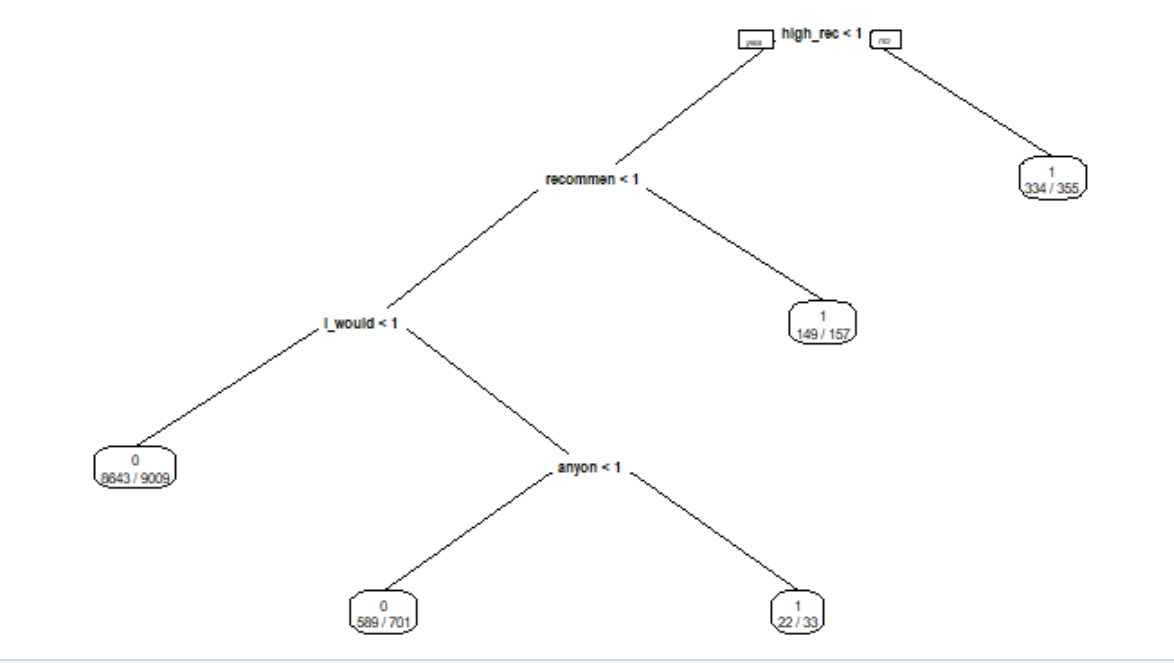 yes high_rec < 1 no
recommen < 1
1
334 / 355
i_would < 1
1
149 / 157
0
8643 / 9009
anyon < 1
0
589 / 701
1
22 / 33